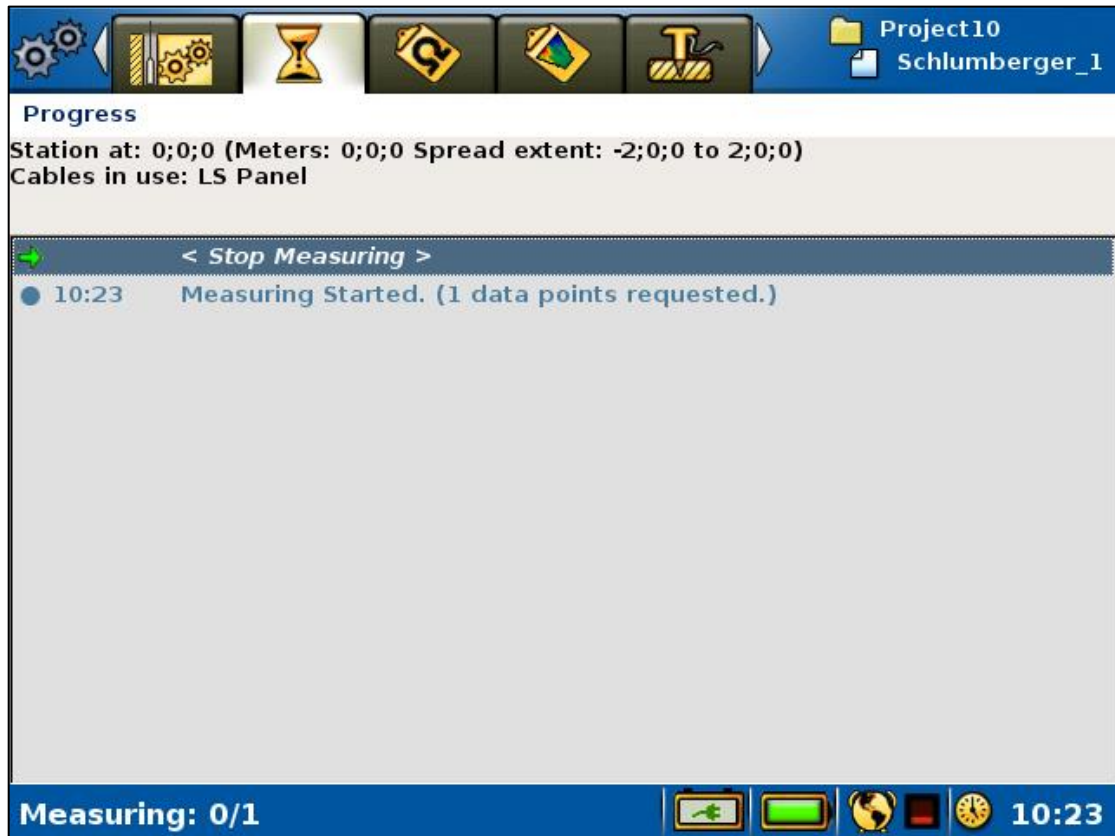 Project10
Schlumberger_1
Progress
Station at: 0;0;0 (Meters: 0;0;0 Spread extent: -2;0;0 to 2;0;0)
Cables in use: LS Panel
< Stop Measuring >
10:23 Measuring Started. (1 data points requested.)
Measuring: 0/1 10:23